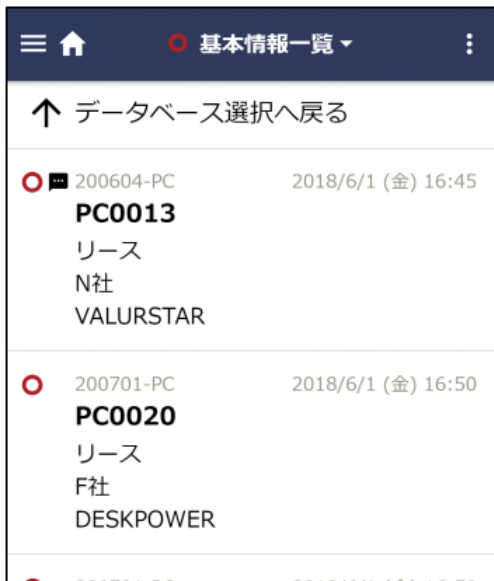 基本情報一覧
データベース選択へ戻る
200604-PC 2018/6/1 (金) 16:45
PC0013
リース
N社
VALURSTAR
200701-PC 2018/6/1 (金) 16:50
PC0020
リース
F社
DESKPOWER